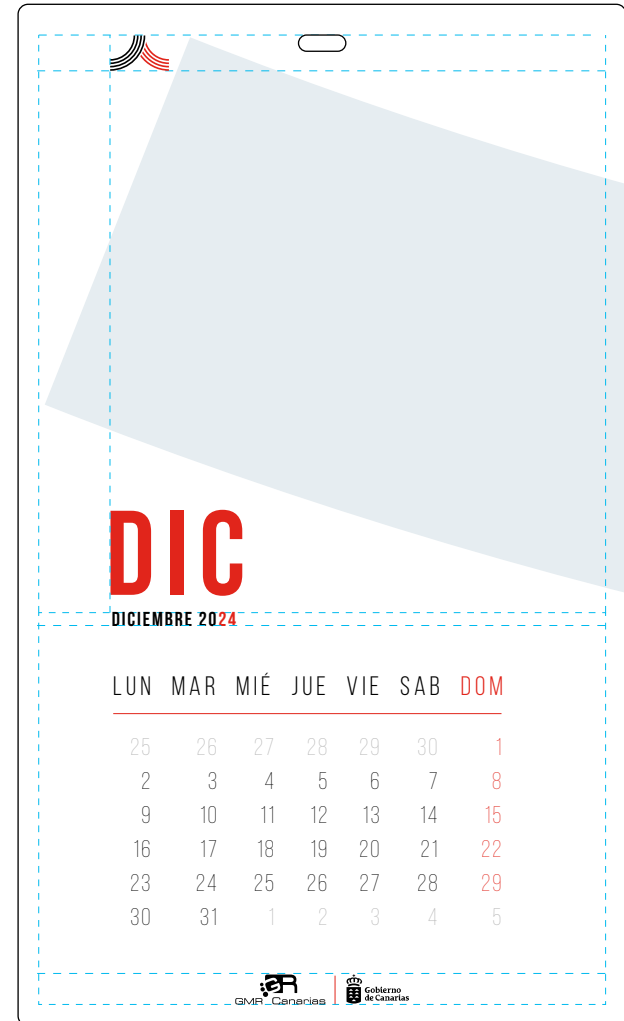 DIC
DICIEMBRE 2024
LUN MAR MIÉ JUE VIE SAB DOM
25 26 27 28 29 30 1
2 3 4 5 6 7 8
9 10 11 12 13 14 15
16 17 18 19 20 21 22
23 24 25 26 27 28 29
30 31 1 2 3 4 5
GMR Canarias
Gobierno
de Canarias